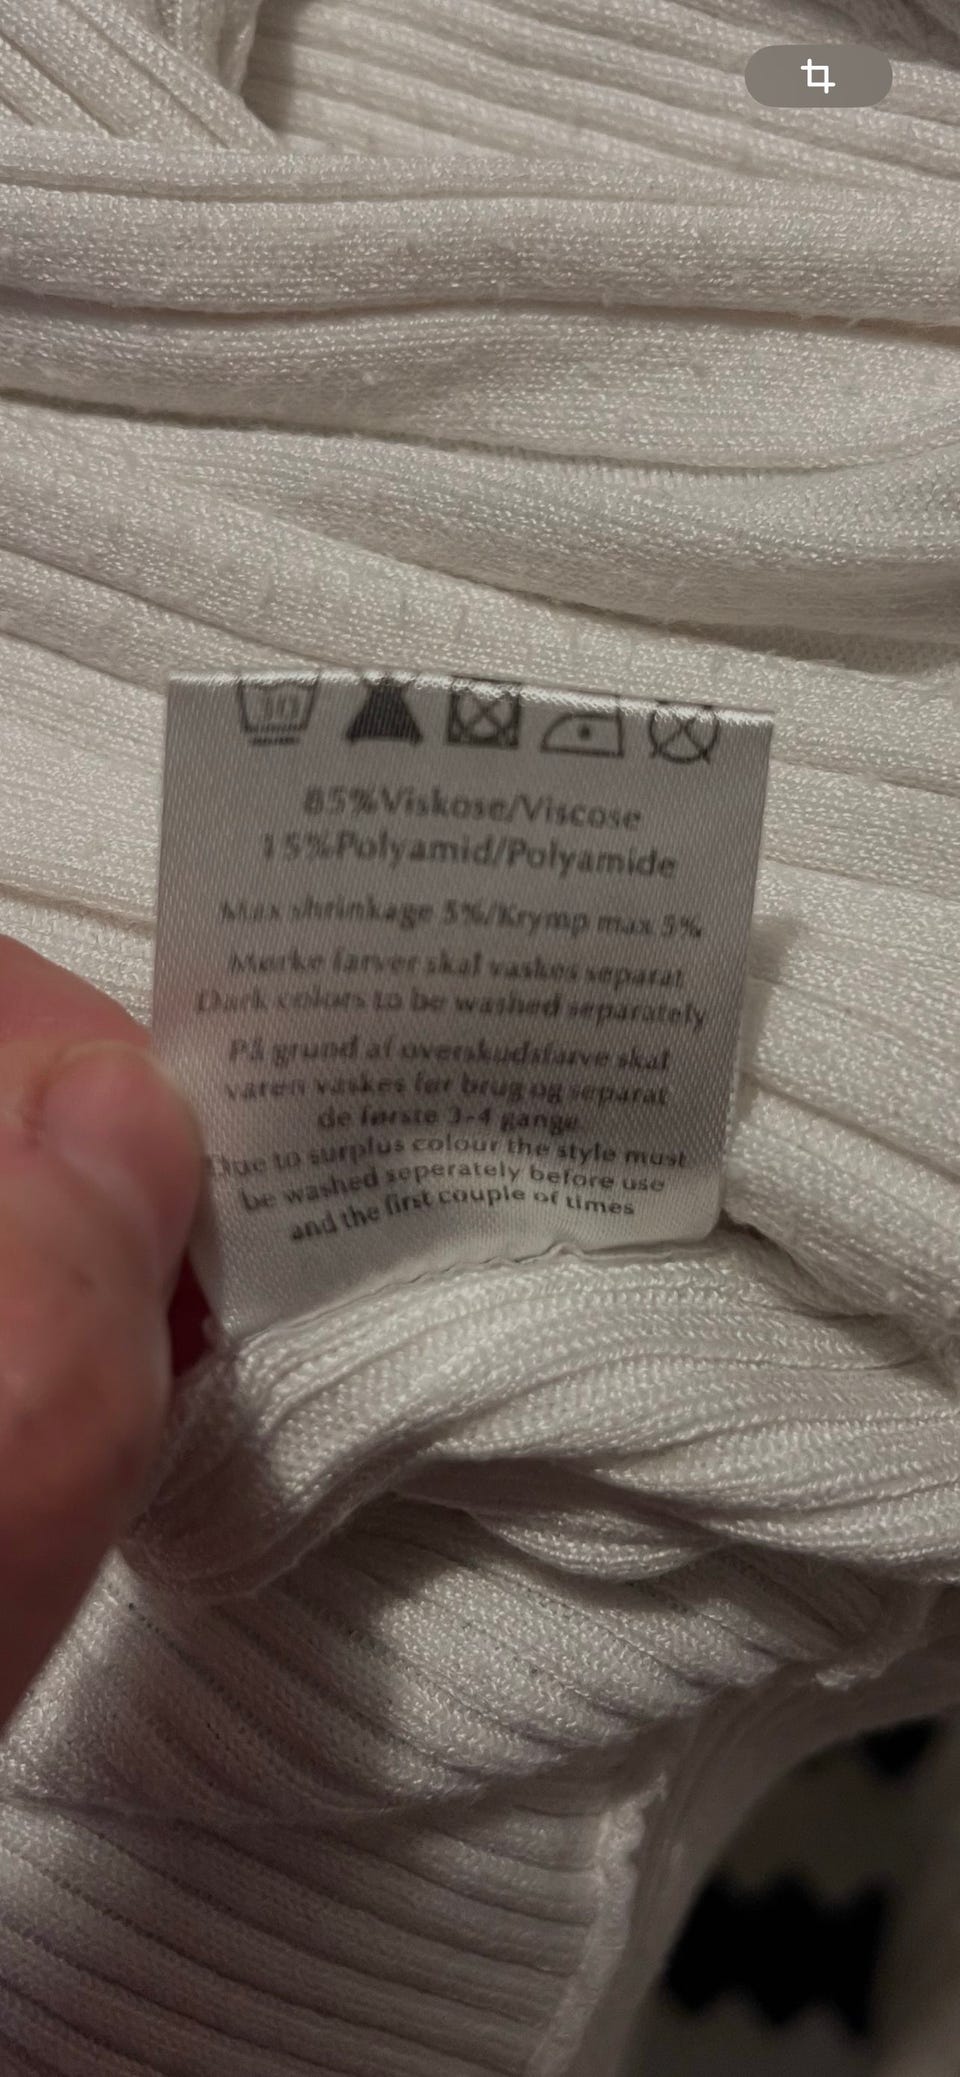 30
85%Viskose/Viscose
15%Polyamid/Polyamide
Max shrinkage 5%/Krymp max 5%
Mørke farver skal vaskes separat
Dark colors to be washed separately
På grund af overskudsfarve skal
varen vaskes før brug og separat
de første 3-4 gange
Due to surplus colour the style must
be washed seperately before use
and the first couple of times